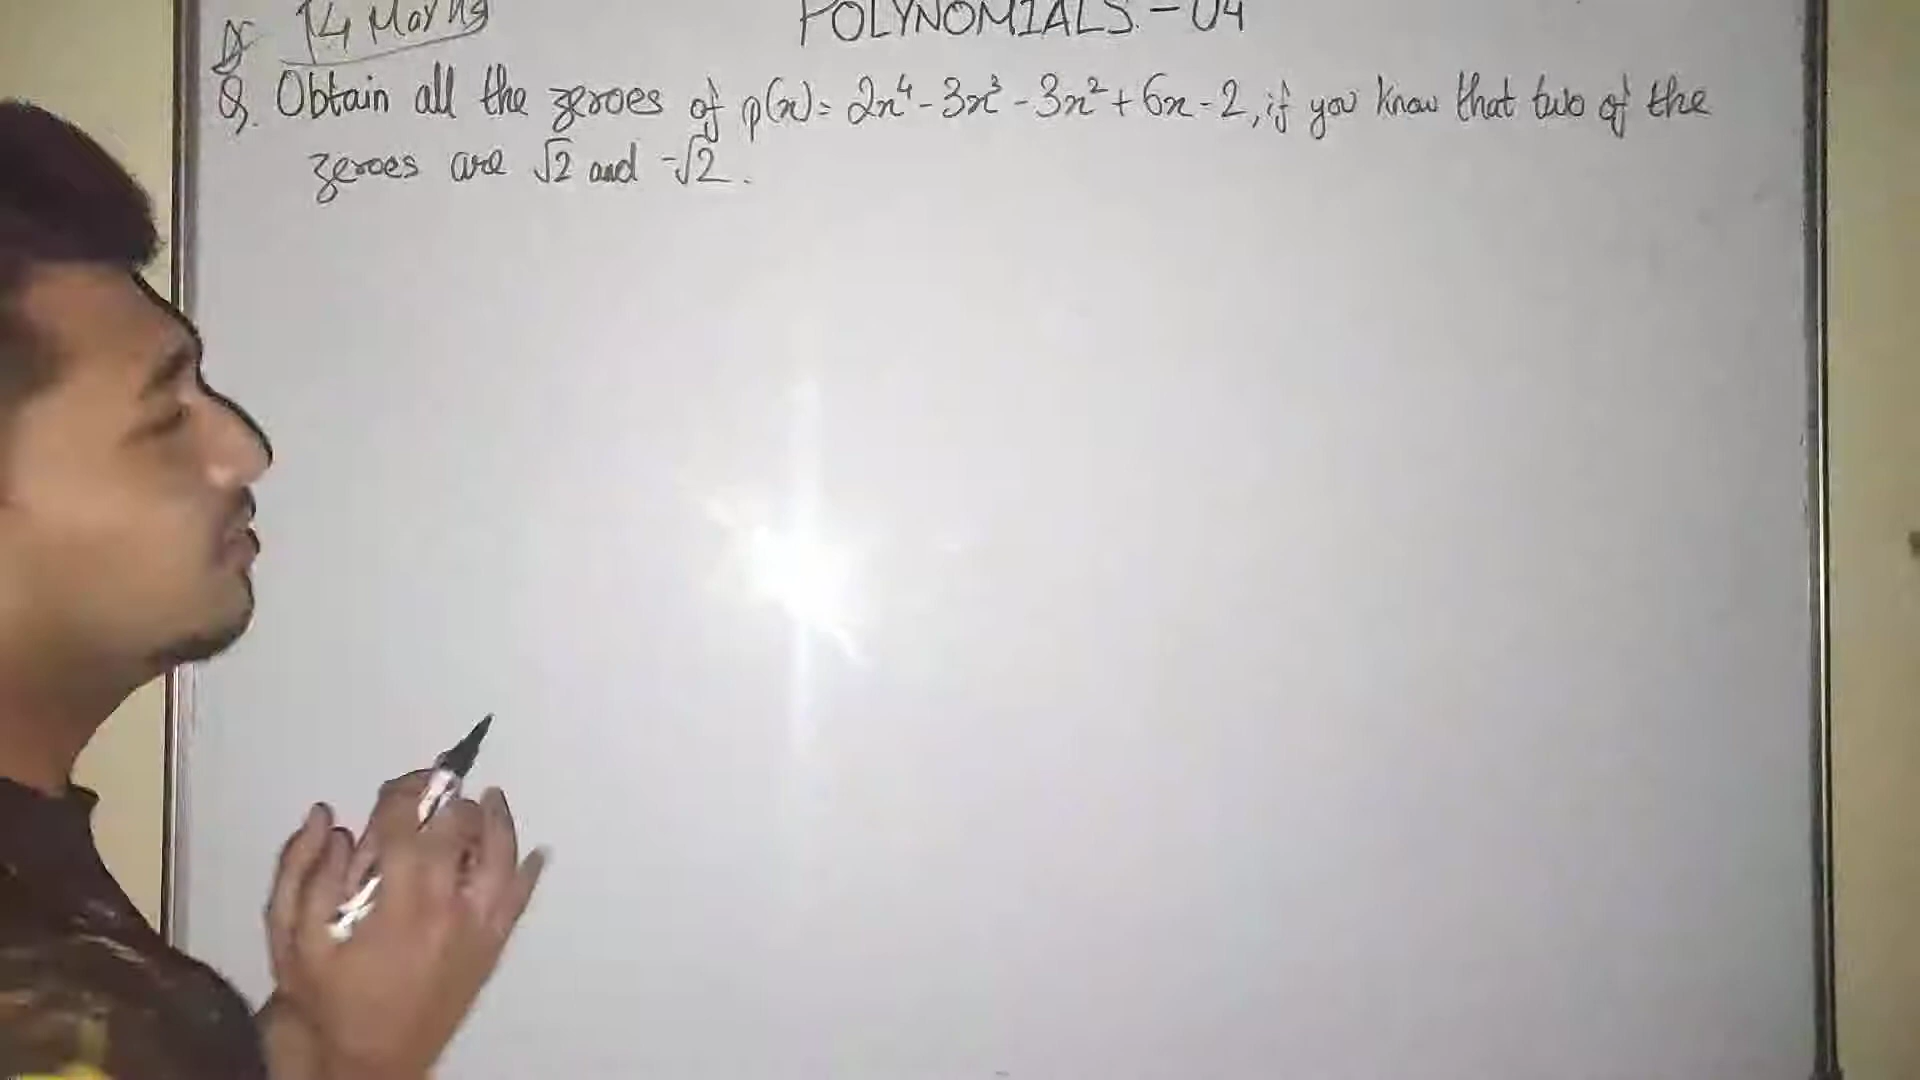 14 Marks
POLYNOMIALS - 04
Q. Obtain all the zeroes of p(x) = 2x⁴ - 3x³ - 3x² + 6x - 2, if you know that two of the
zeroes are √2 and -√2.